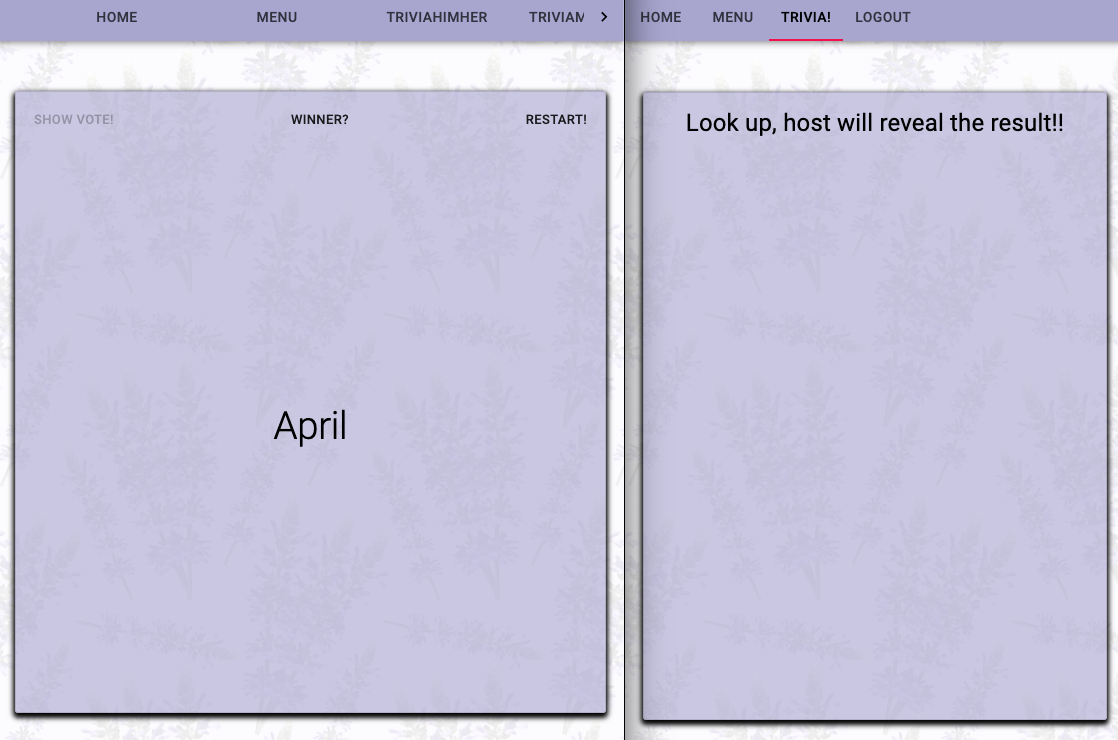 HOME MENU TRIVIAHIMHER
SHOW VOTE! WINNER? RESTART!
April
HOME MENU TRIVIA! LOGOUT
Look up, host will reveal the result!!